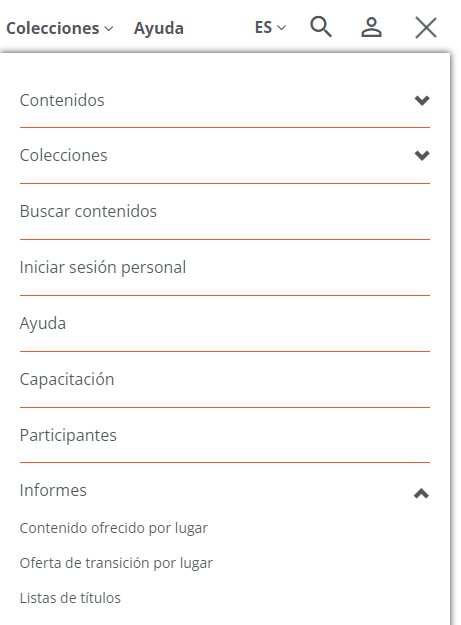 Colecciones Ayuda ES
Contenidos
Colecciones
Buscar contenidos
Iniciar sesión personal
Ayuda
Capacitación
Participantes
Informes
Contenido ofrecido por lugar
Oferta de transición por lugar
Listas de títulos